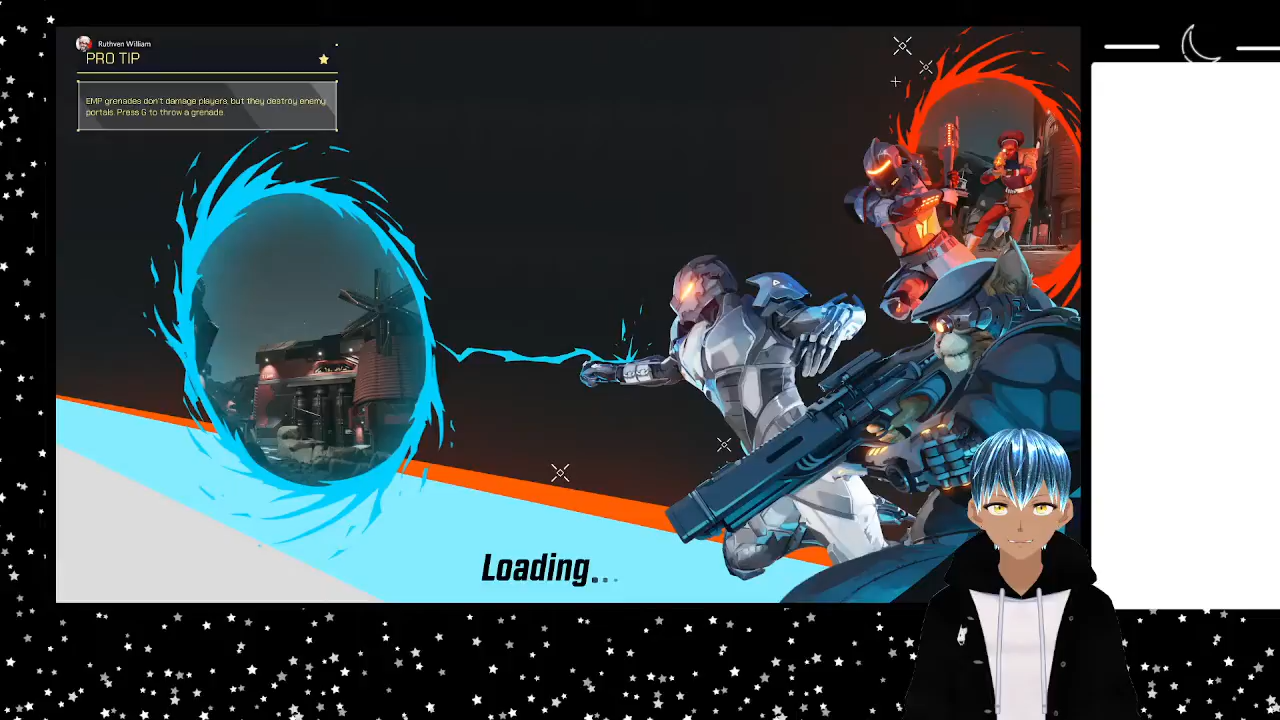 Ruthven William
PRO TIP
EMP grenades don't damage players, but they destroy enemy
portals. Press G to throw a grenade.
Loading...